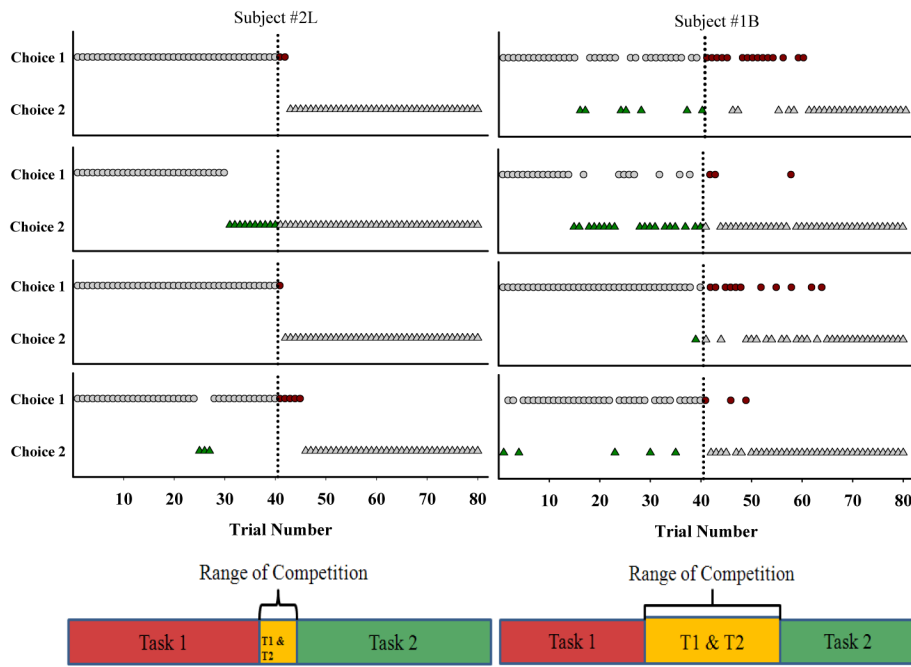 Subject #2L
Subject #1B
Choice 1
Choice 2
Choice 1
Choice 2
Choice 1
Choice 2
Choice 1
Choice 2
Choice 1
Choice 2
Choice 1
Choice 2
Choice 1
Choice 2
Choice 1
Choice 2
10 20 30 40 50 60 70 80
10 20 30 40 50 60 70 80
Trial Number
Trial Number
Range of Competition
Range of Competition
Task 1
T1 &
T2
Task 2
Task 1
T1 & T2
Task 2